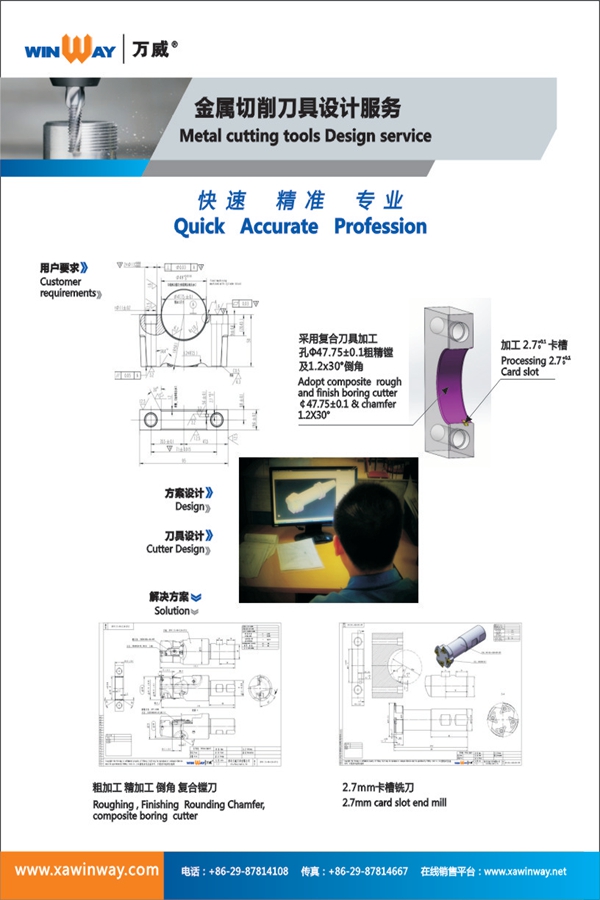 WINWAY 万威®
金属切削刀具设计服务
Metal cutting tools Design service
快速 精准 专业
Quick Accurate Profession
用户要求
Customer
requirements
采用复合刀具加工
孔Φ47.75±0.1粗精镗
及1.2x30°倒角
Adopt composite rough
and finish boring cutter
¢47.75±0.1 & chamfer
1.2X30°
加工 2.7 卡槽
Processing 2.7
Card slot
方案设计
Design
刀具设计
Cutter Design
解决方案
Solution
WINWAY 万威
WINWAY 万威
粗加工 精加工 倒角 复合镗刀
Roughing , Finishing Rounding Chamfer,
composite boring cutter
2.7mm卡槽铣刀
2.7mm card slot end mill
www.xawinway.com
电话：+86-29-87814108 传真：+86-29-87814667 在线销售平台：www.xawinway.net